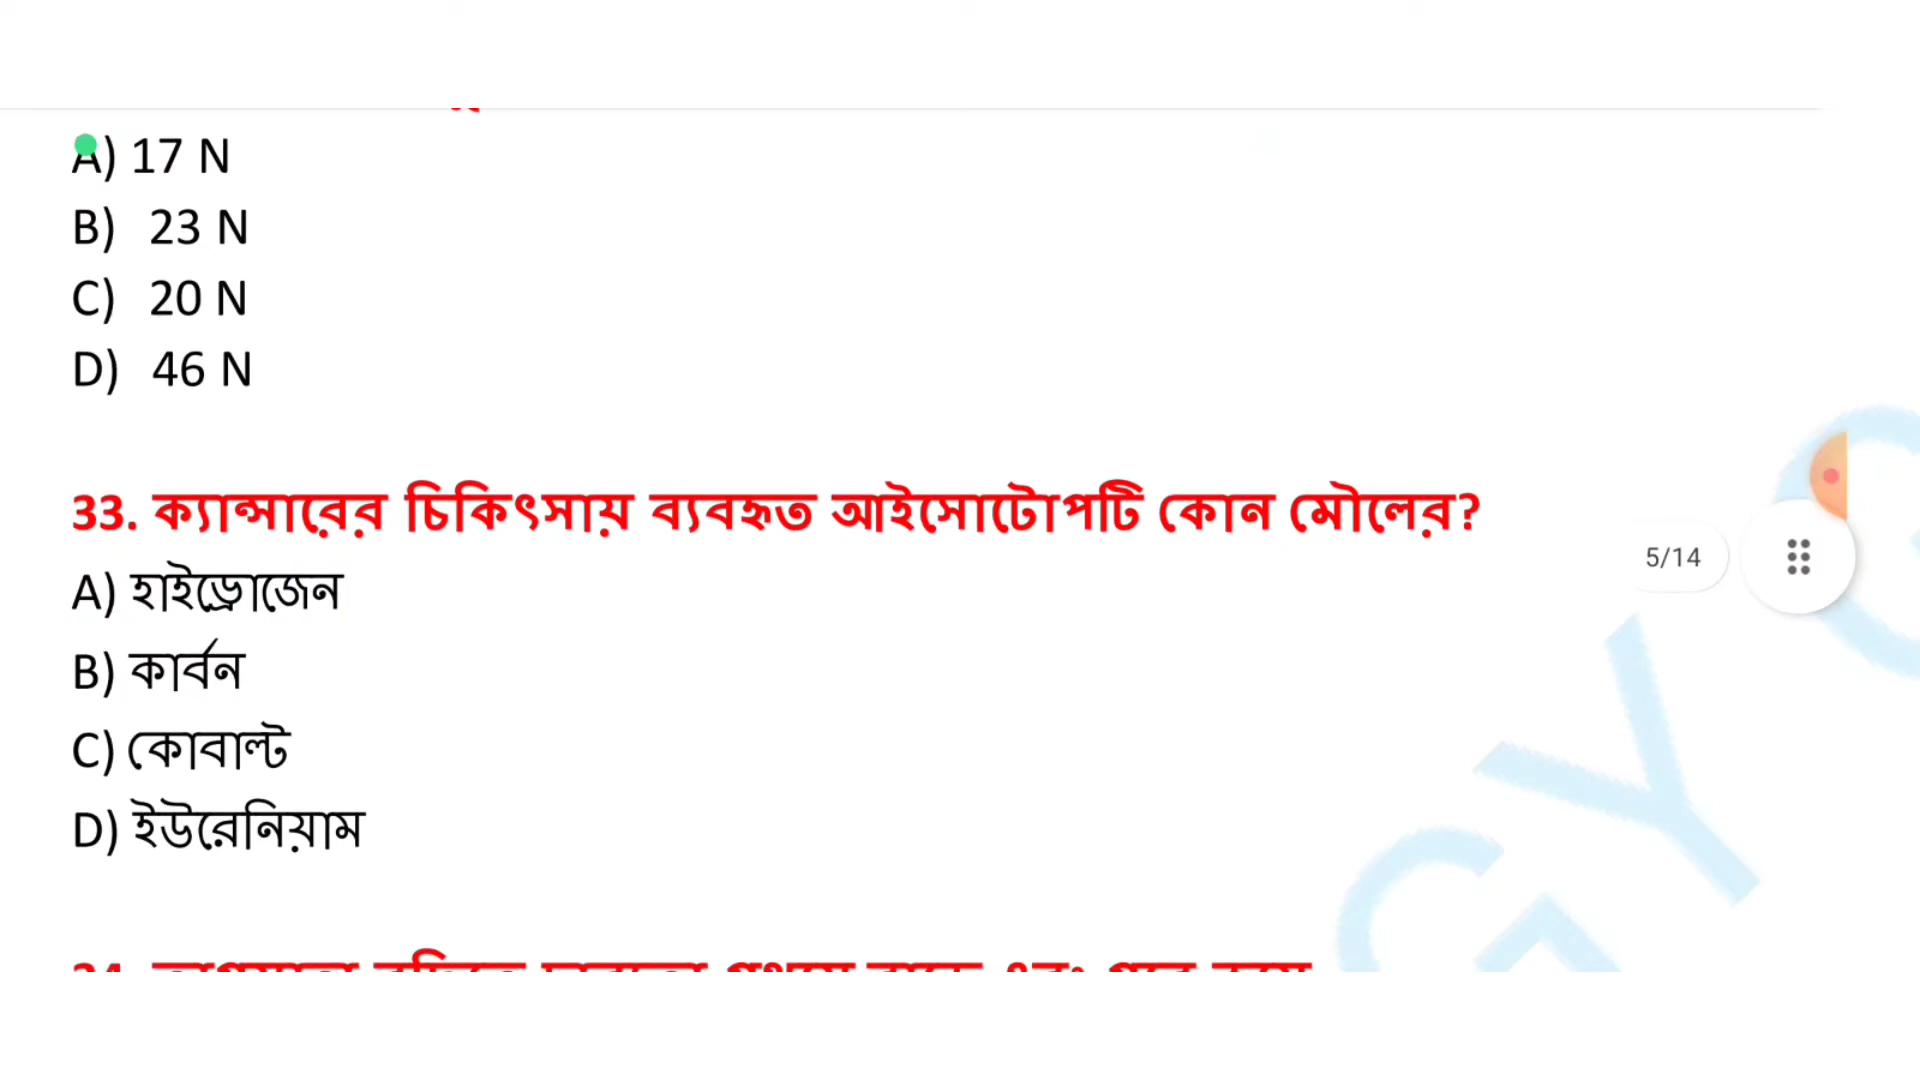 A) 17 N
B) 23 N
C) 20 N
D) 46 N
33. ক্যান্সারের চিকিৎসায় ব্যবহৃত আইসোটোপটি কোন মৌলের?
5/14
A) হাইড্রোজেন
B) কার্বন
C) কোবাল্ট
D) ইউরেনিয়াম